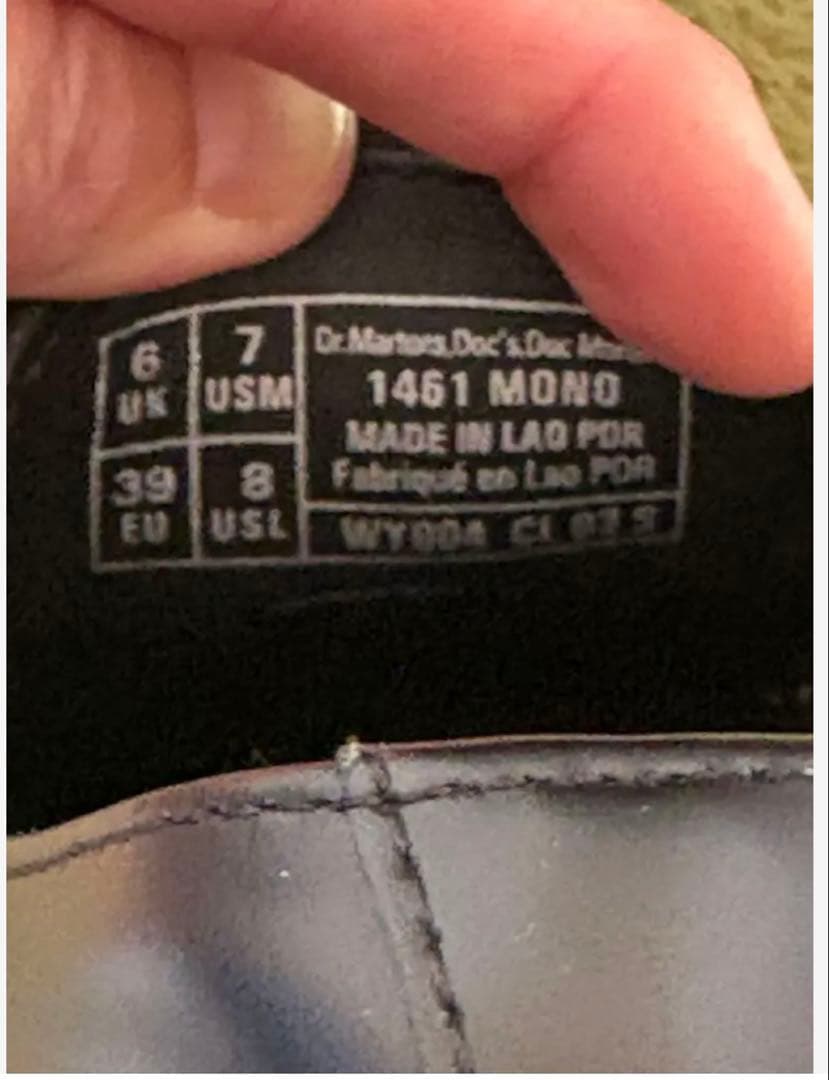 6
UK
7
USM
39
EU
8
USL
Dr.Martens,Doc's,Doc
1461 MONO
MADE IN LAO PDR
Fabriqué en Lao PDR
WY00A